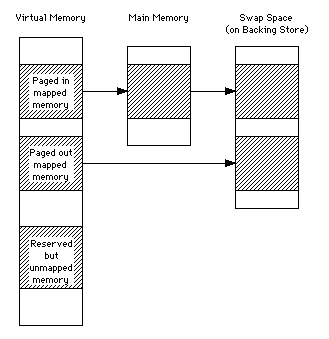 Virtual Memory
Main Memory
Swap Space
(on Backing Store)
Paged in
mapped
memory
Paged out
mapped
memory
Reserved
but
unmapped
memory